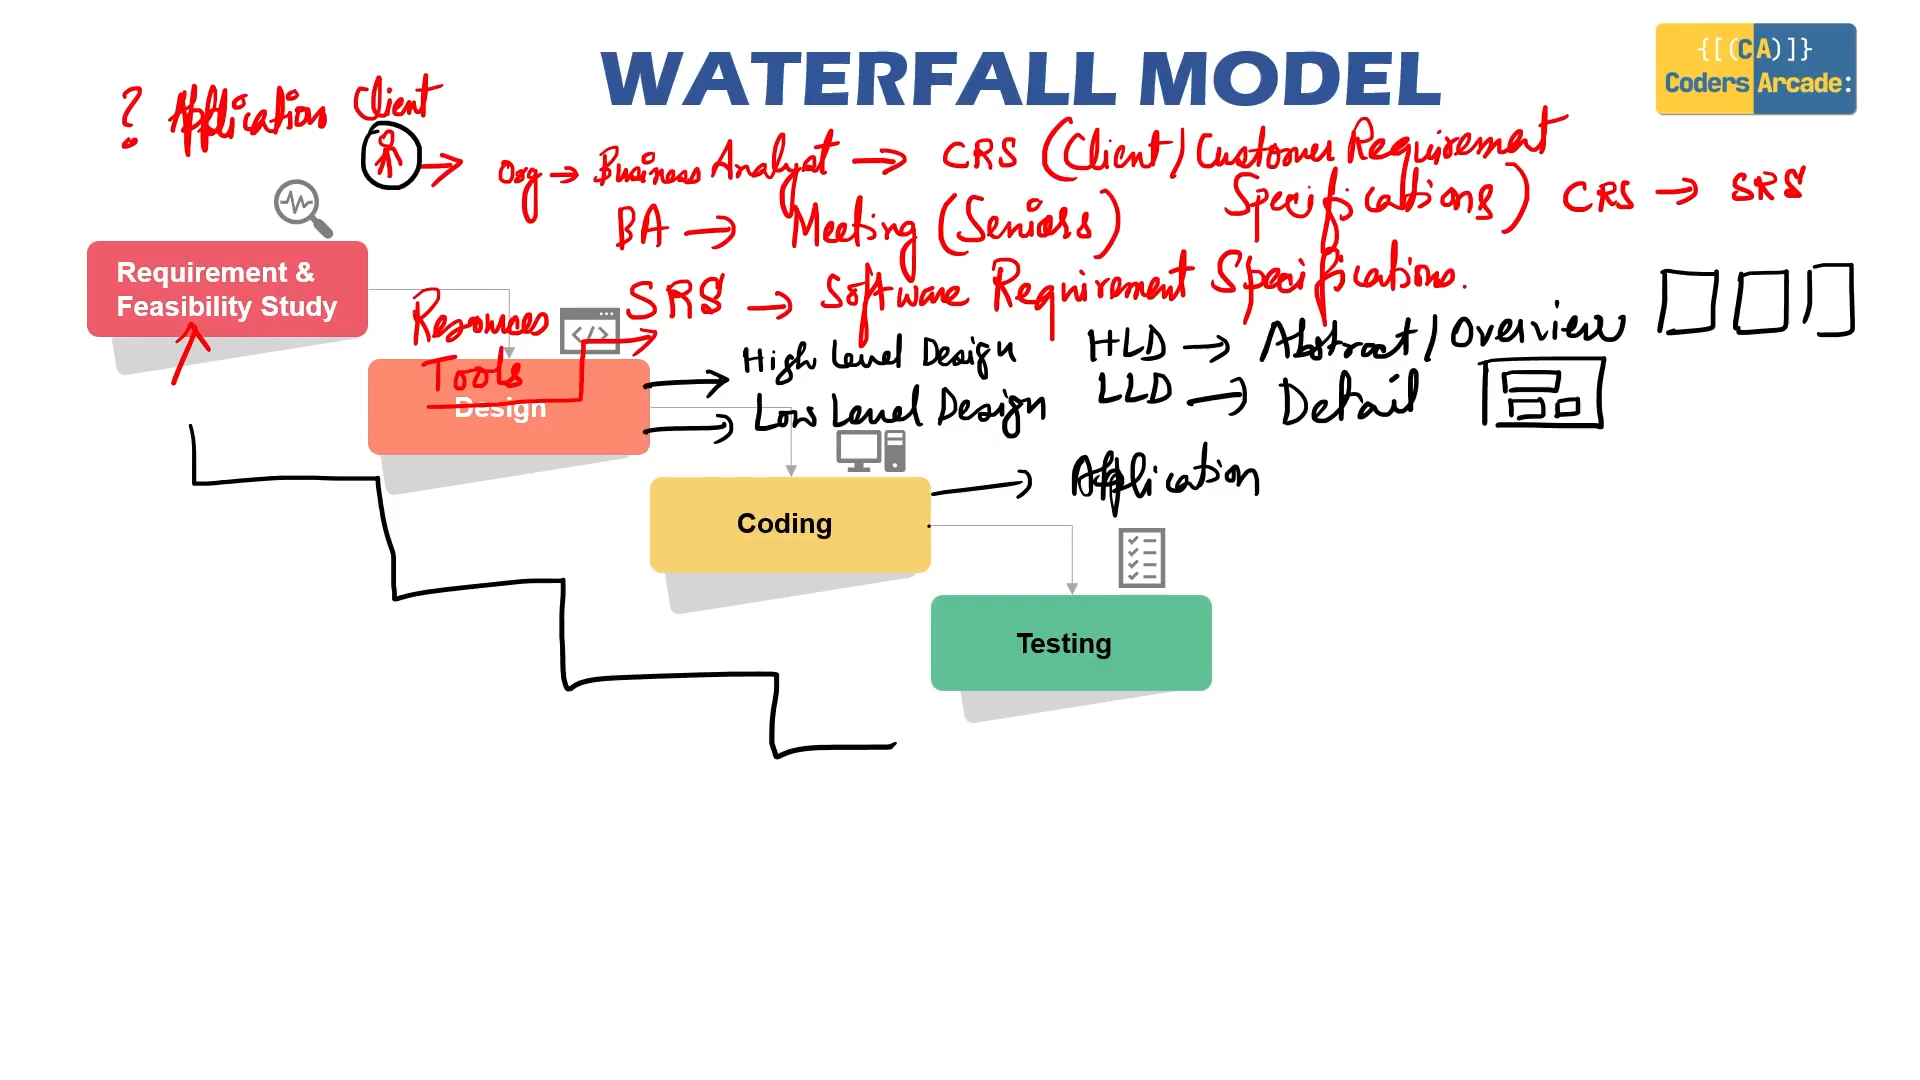 WATERFALL MODEL
{[(CA)]}
Coders Arcade:
? Application Client
Org → Business Analyst → CRS (Client/Customer Requirement
Specifications) CRS → SRS
BA → Meeting (Seniors)
Requirement &
Feasibility Study
SRS → Software Requirement Specifications.
Resources
Tools
Design
High Level Design
Low Level Design
HLD → Abstract/Overview
LLD → Detail
Coding
Application
Testing